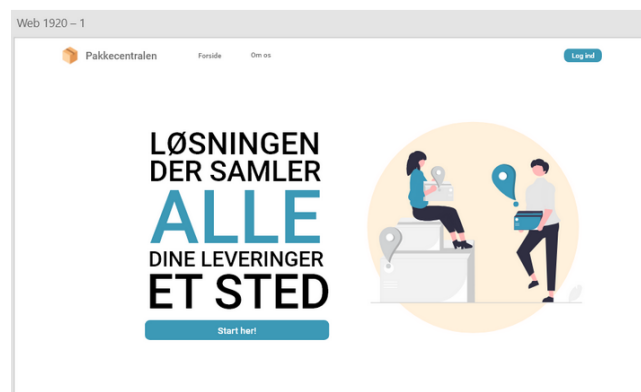 Web 1920 – 1
Pakkecentralen Forside Om os Log ind
LØSNINGEN
DER SAMLER
ALLE
DINE LEVERINGER
ET STED
Start her!